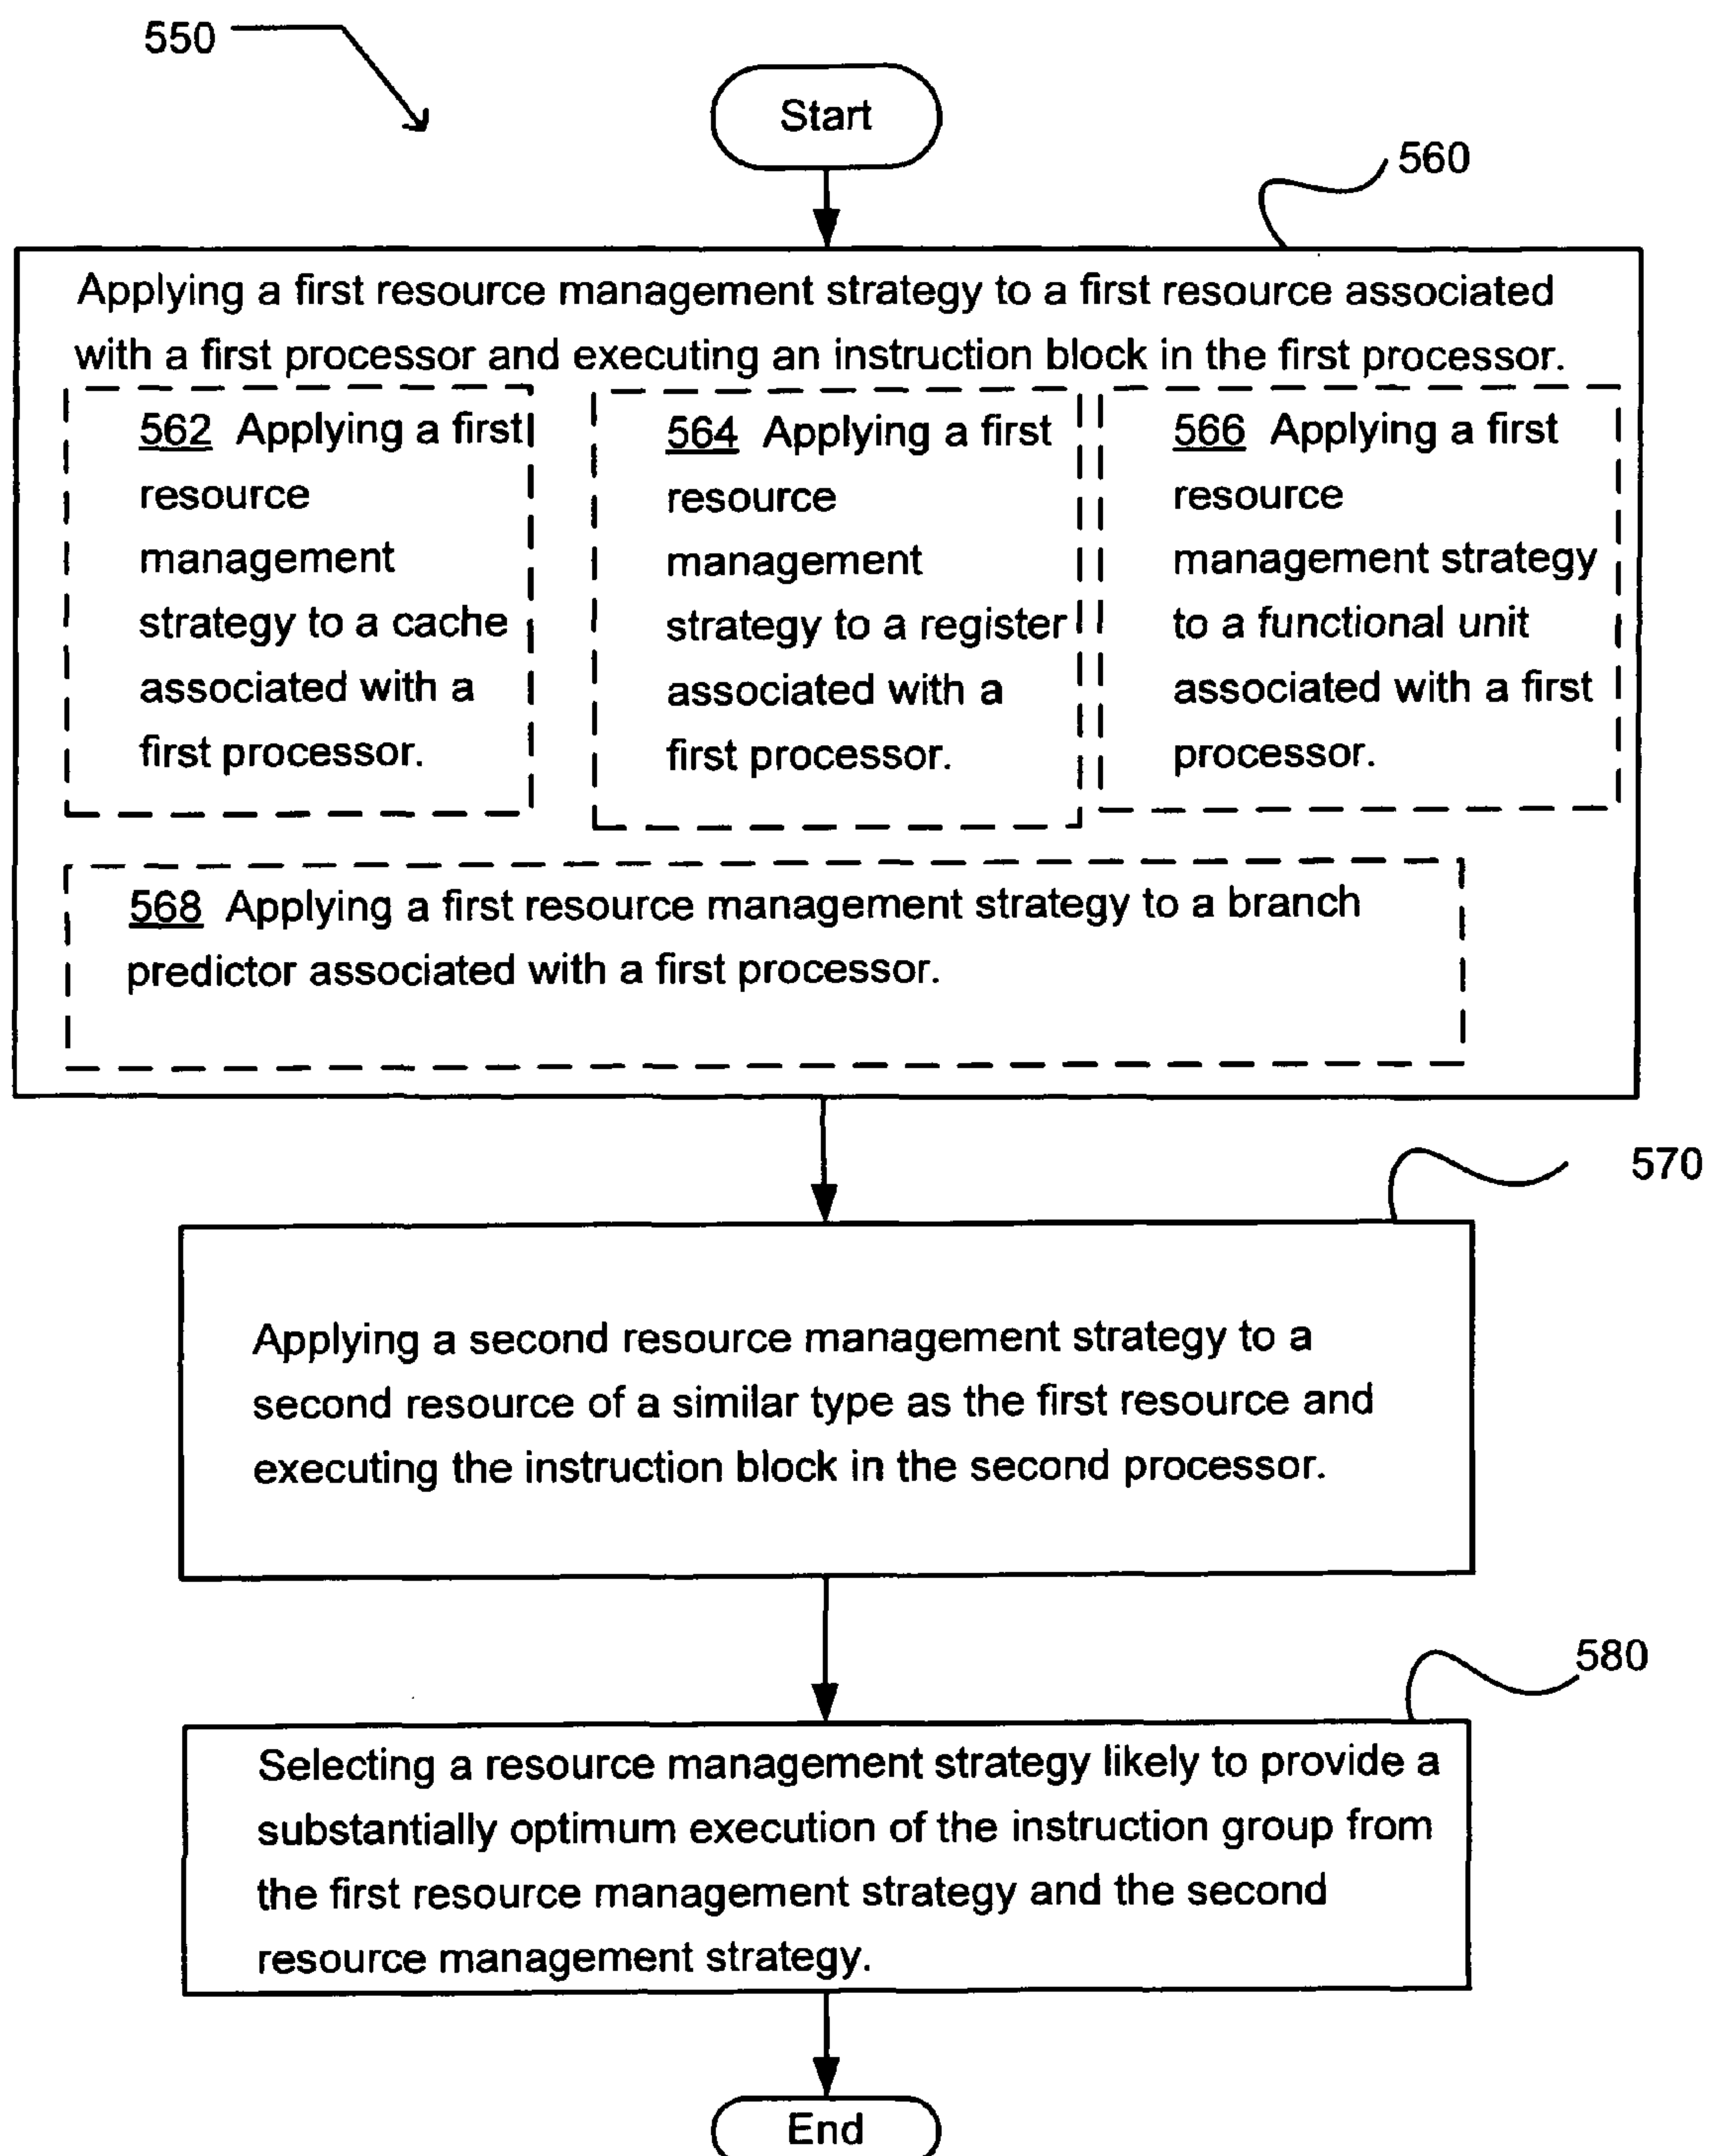 550
Start
560
Applying a first resource management strategy to a first resource associated
with a first processor and executing an instruction block in the first processor.
562 Applying a first
resource
management
strategy to a cache
associated with a
first processor.
564 Applying a first
resource
management
strategy to a register
associated with a
first processor.
566 Applying a first
resource
management strategy
to a functional unit
associated with a first
processor.
568 Applying a first resource management strategy to a branch
predictor associated with a first processor.
570
Applying a second resource management strategy to a
second resource of a similar type as the first resource and
executing the instruction block in the second processor.
580
Selecting a resource management strategy likely to provide a
substantially optimum execution of the instruction group from
the first resource management strategy and the second
resource management strategy.
End